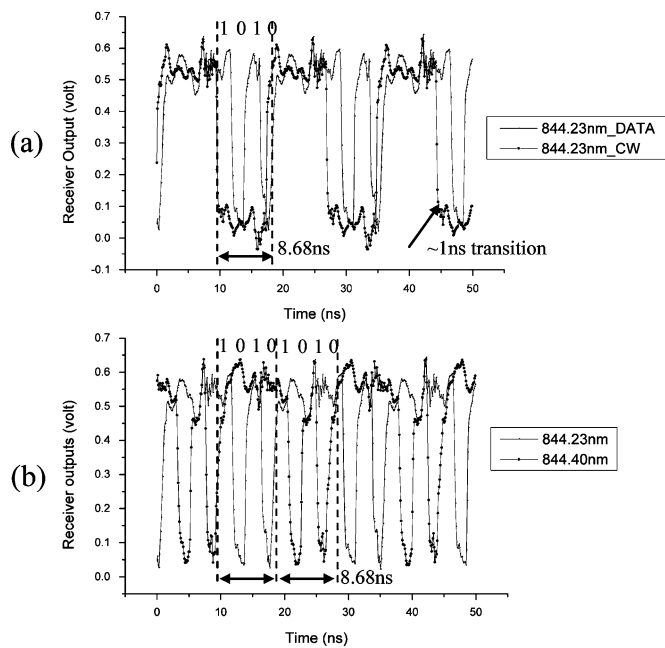 (a)
1 0 1 0
Receiver Output (volt)
0.7
0.6
0.5
0.4
0.3
0.2
0.1
0.0
-0.1
8.68ns
~1ns transition
844.23nm_DATA
844.23nm_CW
0 10 20 30 40 50
Time (ns)
(b)
1 0 1 0 1 0 1 0
Receiver outputs (volt)
0.7
0.6
0.5
0.4
0.3
0.2
0.1
0.0
8.68ns
844.23nm
844.40nm
0 10 20 30 40 50
Time (ns)